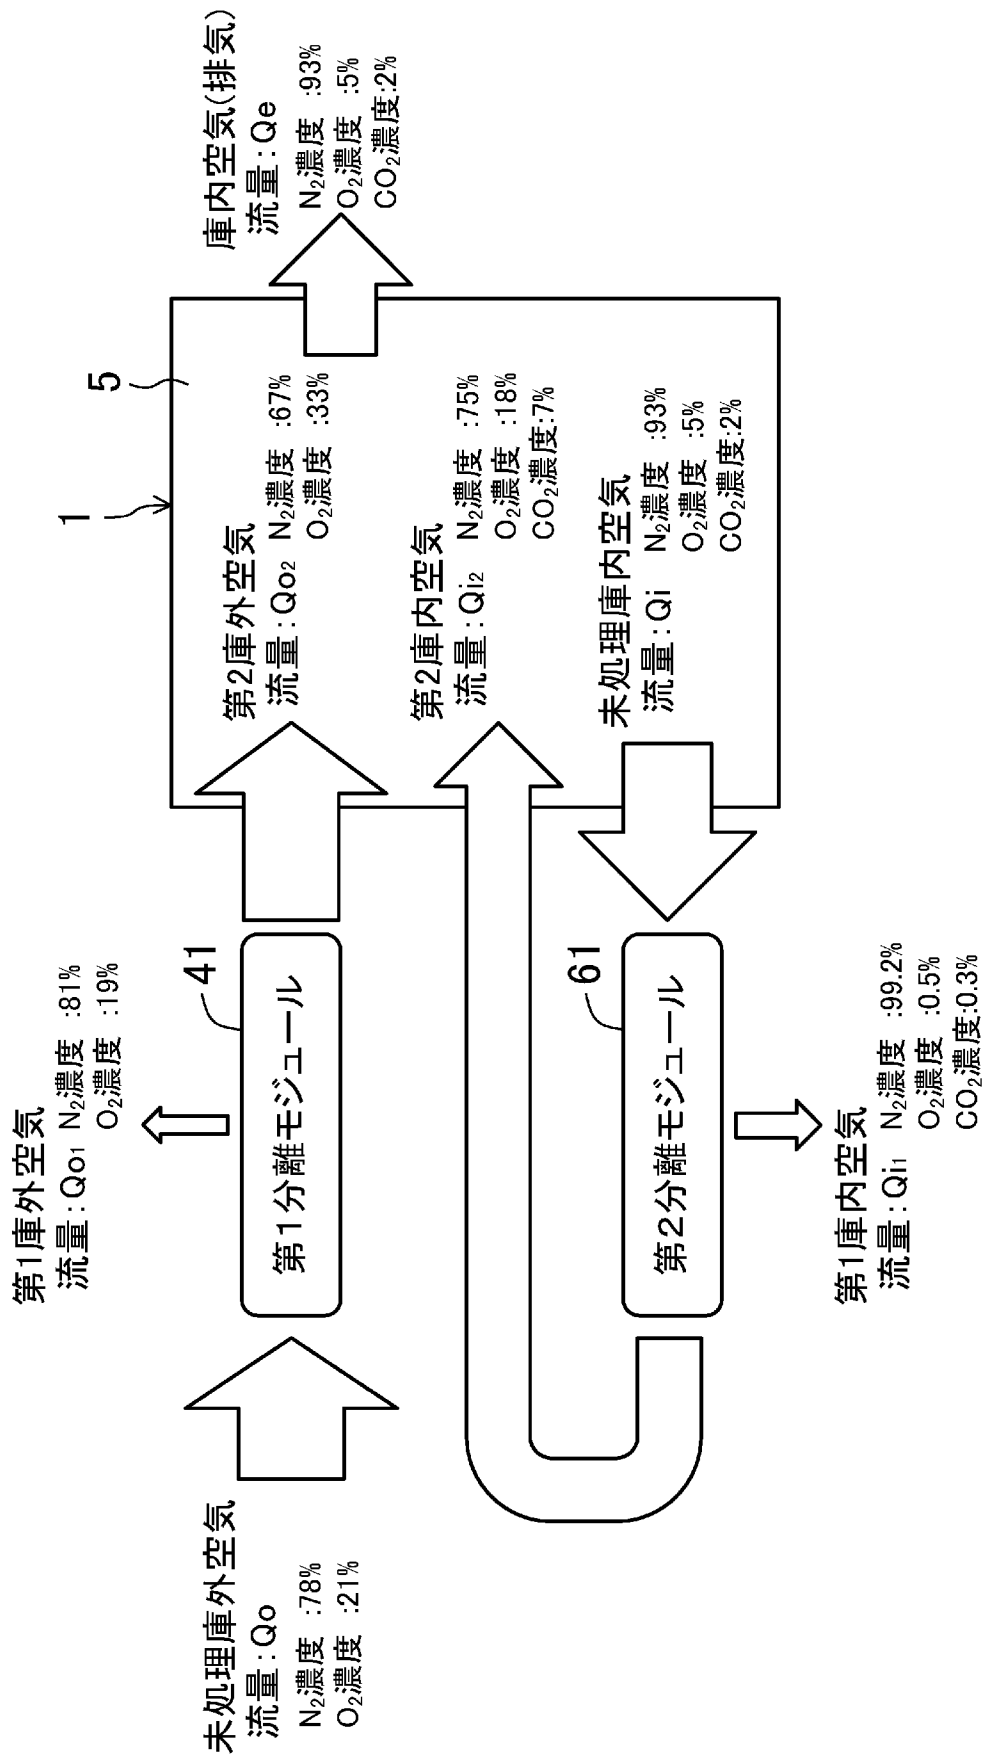 未処理庫外空気
流量:Qo
N₂濃度 :78%
O₂濃度 :21%
第1庫外空気
流量:Qo₁ N₂濃度 :81%
O₂濃度 :19%
41
第1分離モジュール
第2庫外空気
流量:Qo₂ N₂濃度 :67%
O₂濃度 :33%
1
5
庫内空気(排気)
流量:Qe
N₂濃度 :93%
O₂濃度 :5%
CO₂濃度:2%
第2庫内空気
流量:Qi₂ N₂濃度 :75%
O₂濃度 :18%
CO₂濃度:7%
未処理庫内空気
流量:Qi N₂濃度 :93%
O₂濃度 :5%
CO₂濃度:2%
61
第2分離モジュール
第1庫内空気
流量:Qi₁ N₂濃度 :99.2%
O₂濃度 :0.5%
CO₂濃度:0.3%